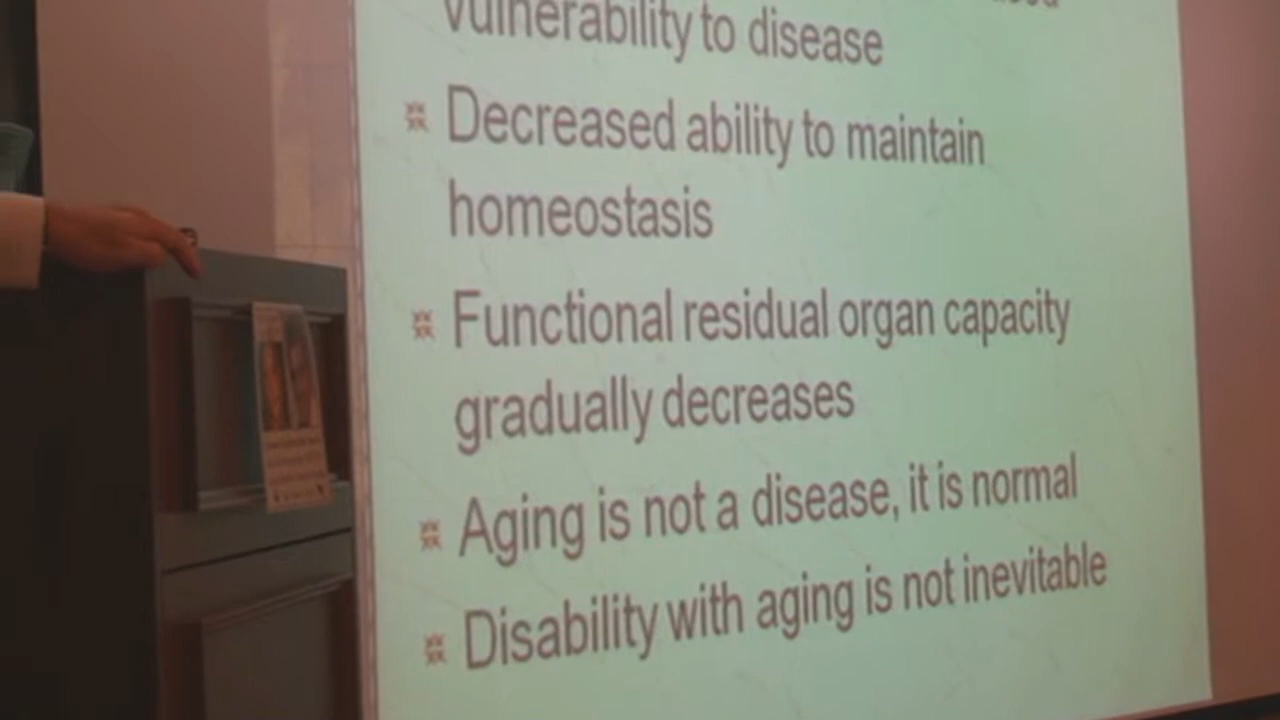 vulnerability to disease
Decreased ability to maintain
homeostasis
Functional residual organ capacity
gradually decreases
Aging is not a disease, it is normal
Disability with aging is not inevitable